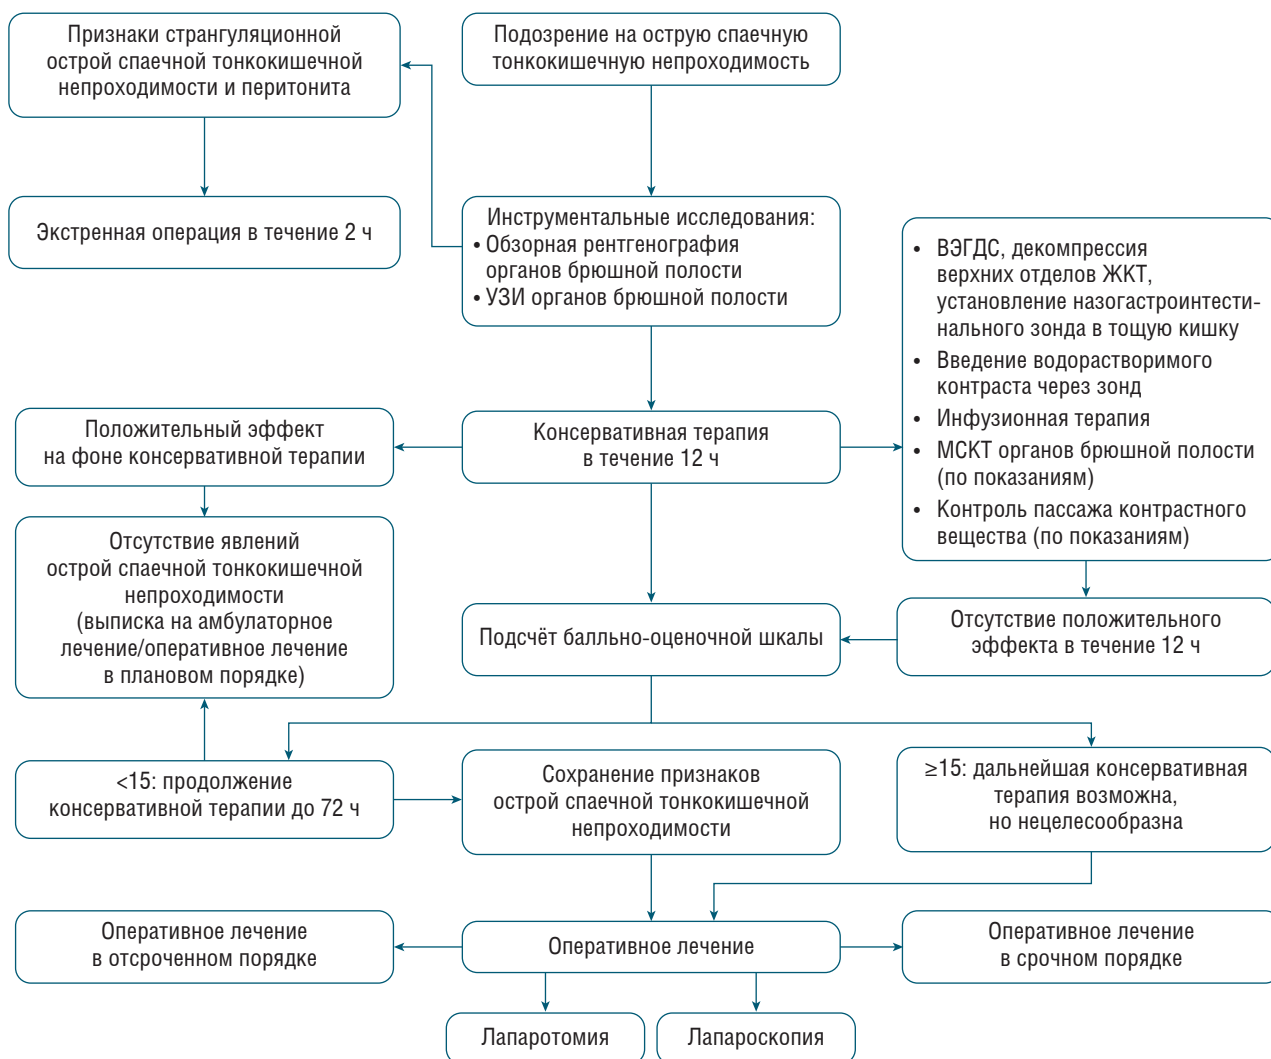 Признаки странгуляционной
острой спаечной тонкокишечной
непроходимости и перитонита
Подозрение на острую спаечную
тонкокишечную непроходимость
Экстренная операция в течение 2 ч
Инструментальные исследования:
• Обзорная рентгенография
органов брюшной полости
• УЗИ органов брюшной полости
• ВЭГДС, декомпрессия
верхних отделов ЖКТ,
установление назогастроинтести-
нального зонда в тощую кишку
• Введение водорастворимого
контраста через зонд
• Инфузионная терапия
• МСКТ органов брюшной полости
(по показаниям)
• Контроль пассажа контрастного
вещества (по показаниям)
Положительный эффект
на фоне консервативной терапии
Консервативная терапия
в течение 12 ч
Отсутствие явлений
острой спаечной тонкокишечной
непроходимости
(выписка на амбулаторное
лечение/оперативное лечение
в плановом порядке)
Подсчёт балльно-оценочной шкалы
Отсутствие положительного
эффекта в течение 12 ч
<15: продолжение
консервативной терапии до 72 ч
Сохранение признаков
острой спаечной тонкокишечной
непроходимости
≥15: дальнейшая консервативная
терапия возможна,
но нецелесообразна
Оперативное лечение
в отсроченном порядке
Оперативное лечение
Оперативное лечение
в срочном порядке
Лапаротомия
Лапароскопия